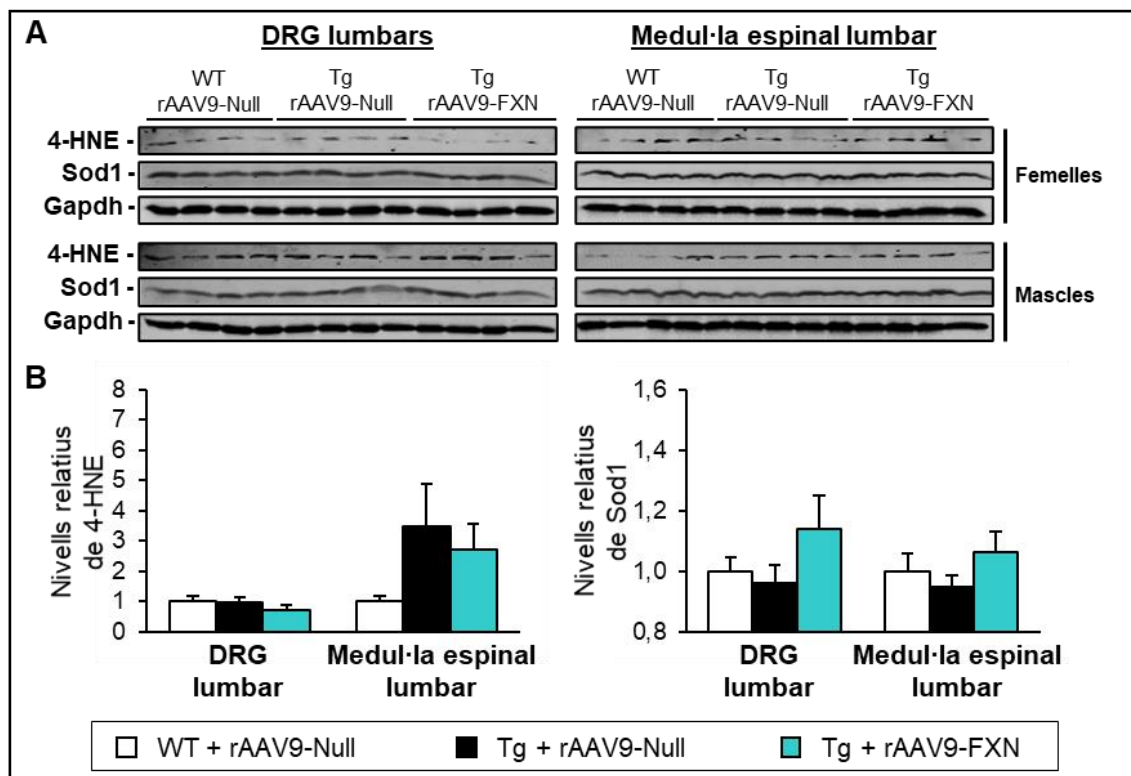 A
DRG lumbars
Medul·la espinal lumbar
WT
rAAV9-Null
Tg
rAAV9-Null
Tg
rAAV9-FXN
WT
rAAV9-Null
Tg
rAAV9-Null
Tg
rAAV9-FXN
4-HNE -
Sod1 -
Gapdh -
Femelles
4-HNE -
Sod1 -
Gapdh -
Mascles
B
Nivells relatius
de 4-HNE
8
7
6
5
4
3
2
1
0
DRG
lumbar
Medul·la espinal
lumbar
Nivells relatius
de Sod1
1,6
1,4
1,2
1,0
0,8
DRG
lumbar
Medul·la espinal
lumbar
WT + rAAV9-Null
Tg + rAAV9-Null
Tg + rAAV9-FXN